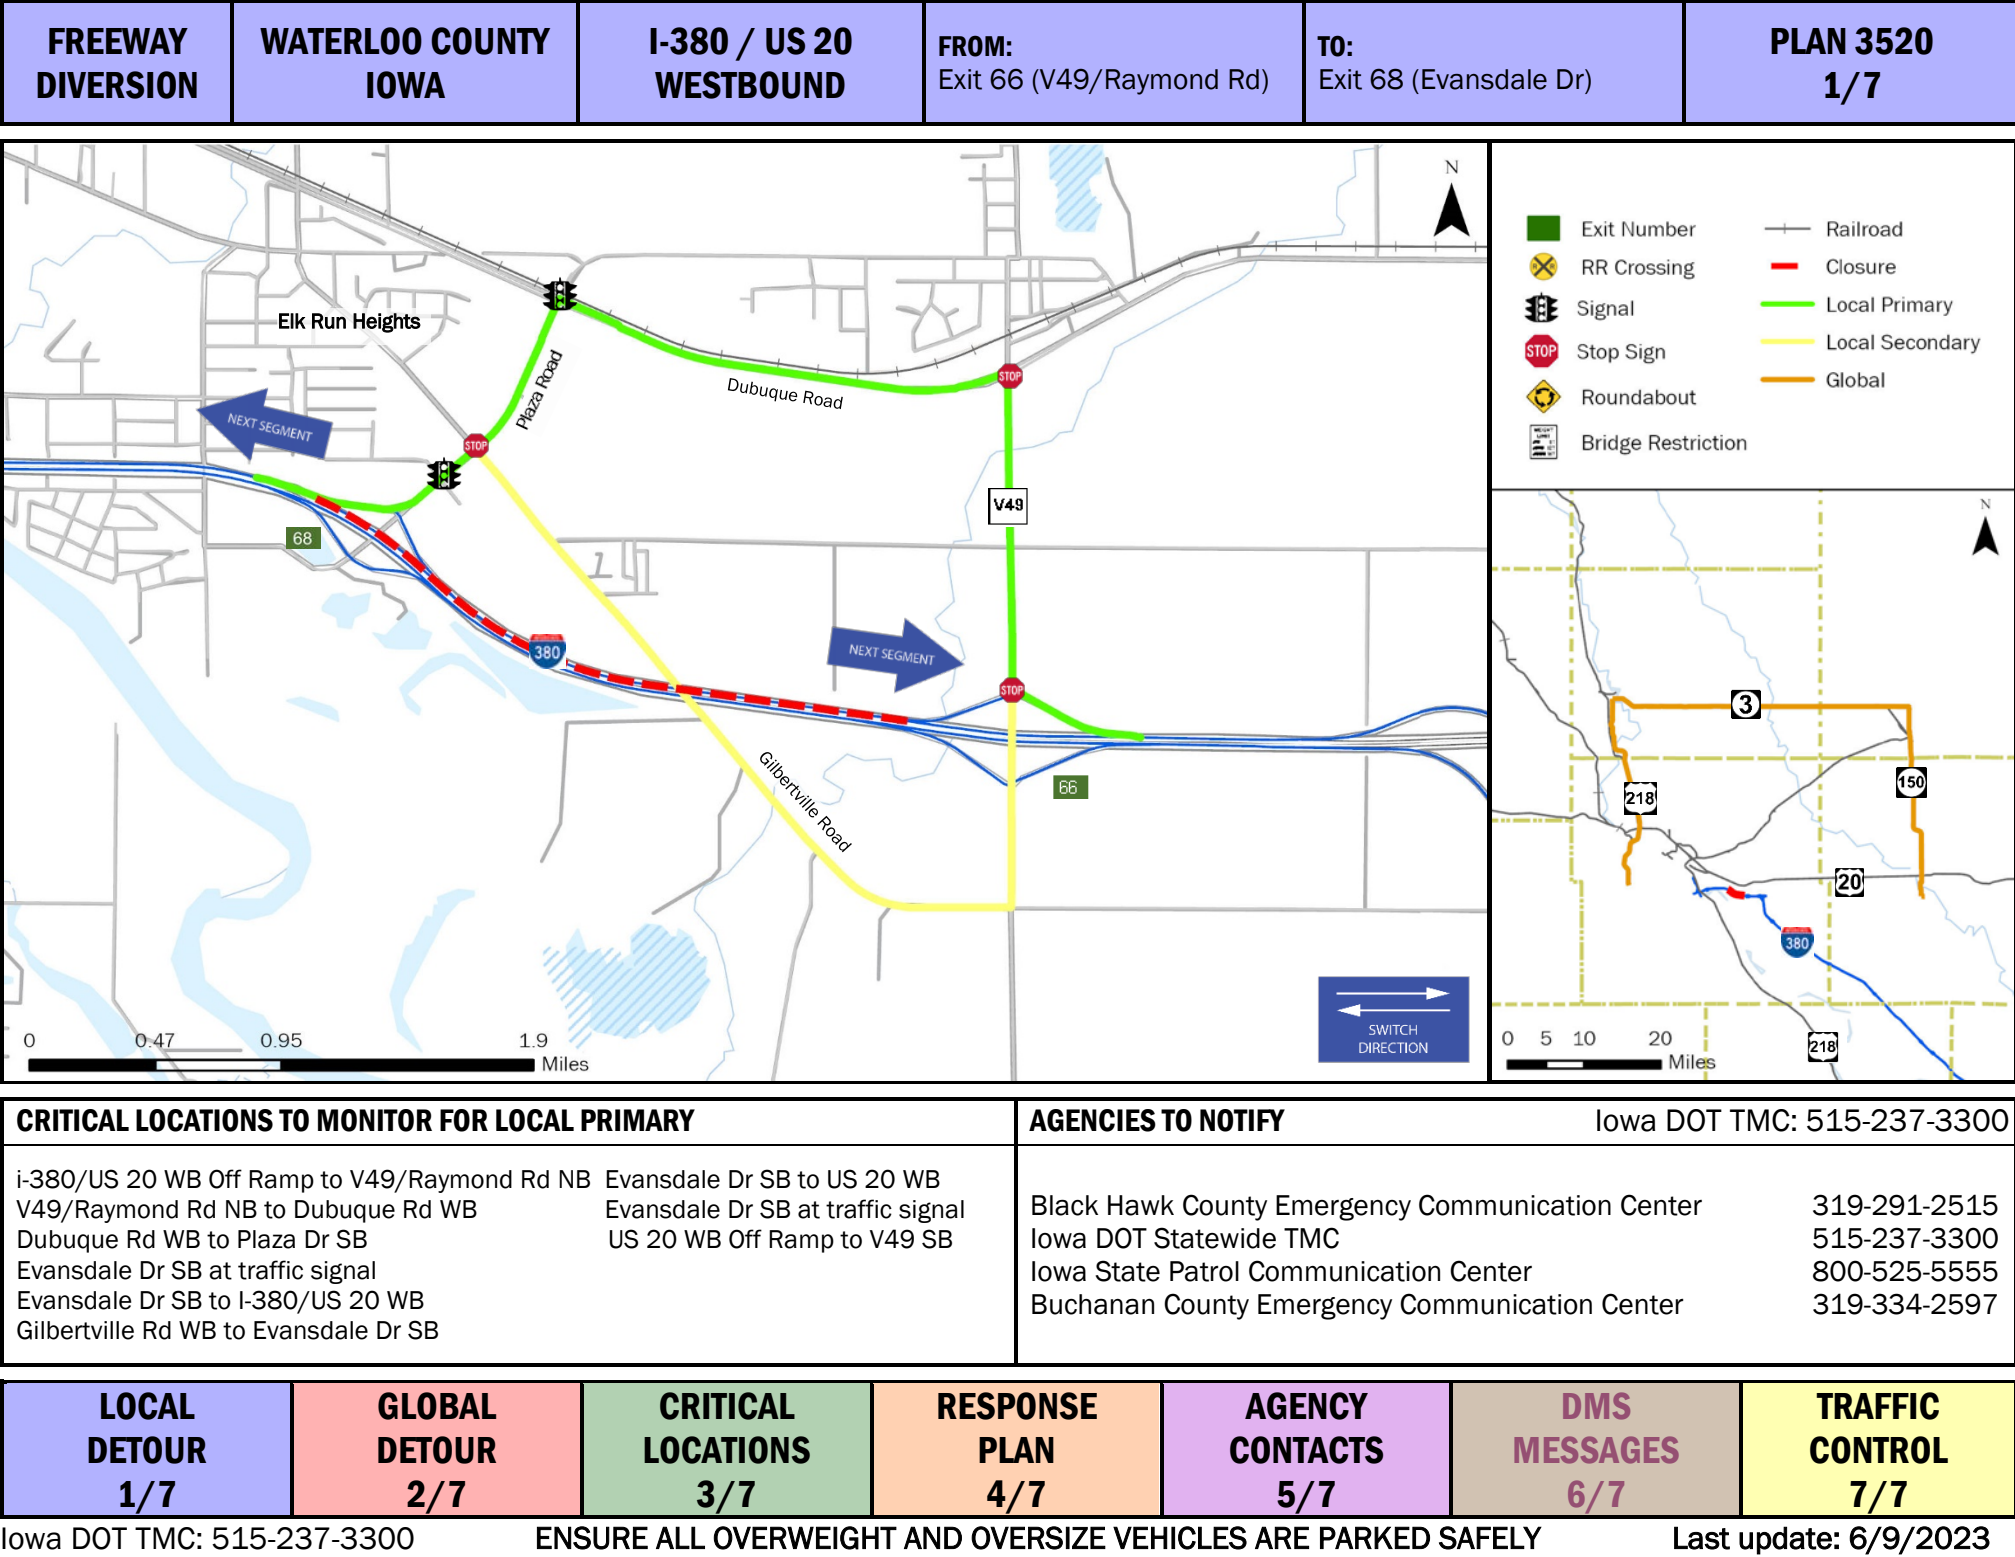 FREEWAY
DIVERSION
WATERLOO COUNTY
IOWA
I-380 / US 20
WESTBOUND
FROM:
Exit 66 (V49/Raymond Rd)
TO:
Exit 68 (Evansdale Dr)
PLAN 3520
1/7
N
Elk Run Heights
Plaza Road
Dubuque Road
STOP
NEXT SEGMENT
STOP
V49
68
380
NEXT SEGMENT
STOP
Gilbertville Road
66
0 0.47 0.95 1.9
Miles
SWITCH
DIRECTION
Exit Number
RR Crossing
Signal
STOP Stop Sign
Roundabout
Bridge Restriction
Railroad
Closure
Local Primary
Local Secondary
Global
N
3
218
150
20
380
218
0 5 10 20
Miles
CRITICAL LOCATIONS TO MONITOR FOR LOCAL PRIMARY
i-380/US 20 WB Off Ramp to V49/Raymond Rd NB
V49/Raymond Rd NB to Dubuque Rd WB
Dubuque Rd WB to Plaza Dr SB
Evansdale Dr SB at traffic signal
Evansdale Dr SB to I-380/US 20 WB
Gilbertville Rd WB to Evansdale Dr SB
Evansdale Dr SB to US 20 WB
Evansdale Dr SB at traffic signal
US 20 WB Off Ramp to V49 SB
AGENCIES TO NOTIFY Iowa DOT TMC: 515-237-3300
Black Hawk County Emergency Communication Center 319-291-2515
Iowa DOT Statewide TMC 515-237-3300
Iowa State Patrol Communication Center 800-525-5555
Buchanan County Emergency Communication Center 319-334-2597
LOCAL
DETOUR
1/7
GLOBAL
DETOUR
2/7
CRITICAL
LOCATIONS
3/7
RESPONSE
PLAN
4/7
AGENCY
CONTACTS
5/7
DMS
MESSAGES
6/7
TRAFFIC
CONTROL
7/7
Iowa DOT TMC: 515-237-3300 ENSURE ALL OVERWEIGHT AND OVERSIZE VEHICLES ARE PARKED SAFELY Last update: 6/9/2023